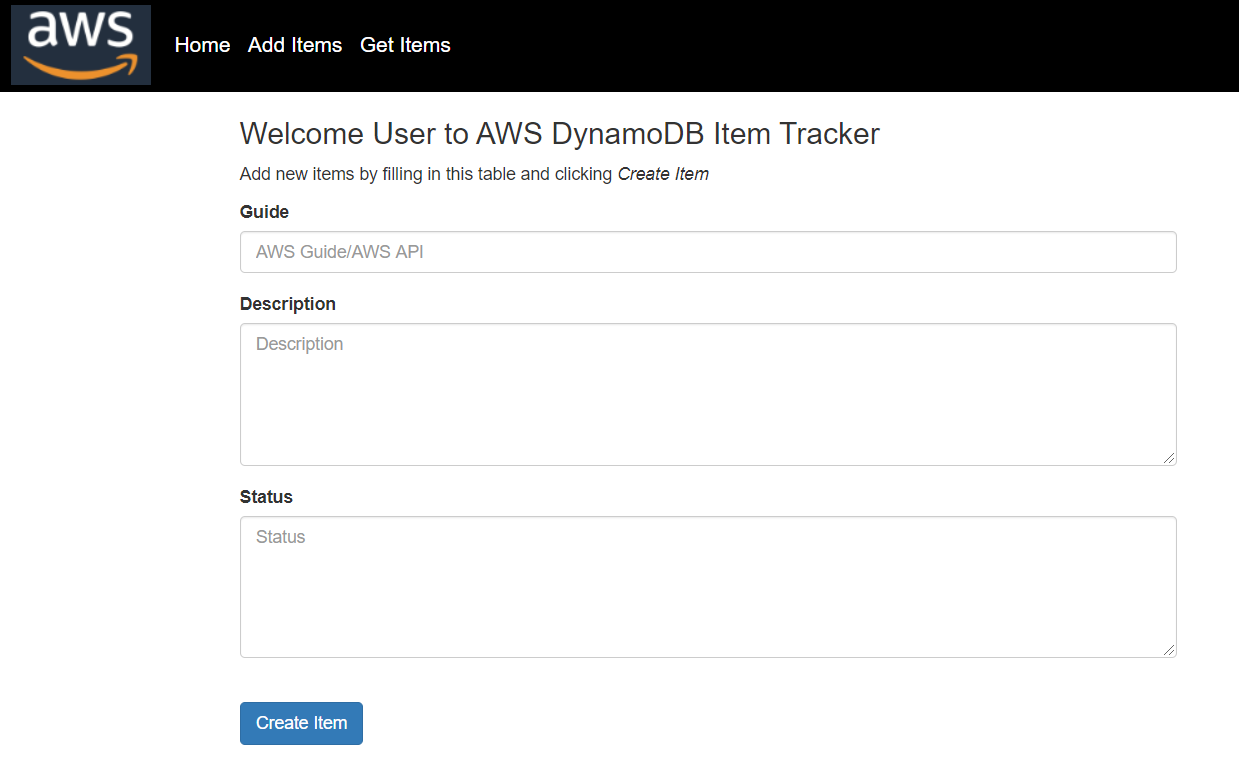 aws
Home Add Items Get Items
Welcome User to AWS DynamoDB Item Tracker
Add new items by filling in this table and clicking Create Item
Guide
AWS Guide/AWS API
Description
Description
Status
Status
Create Item